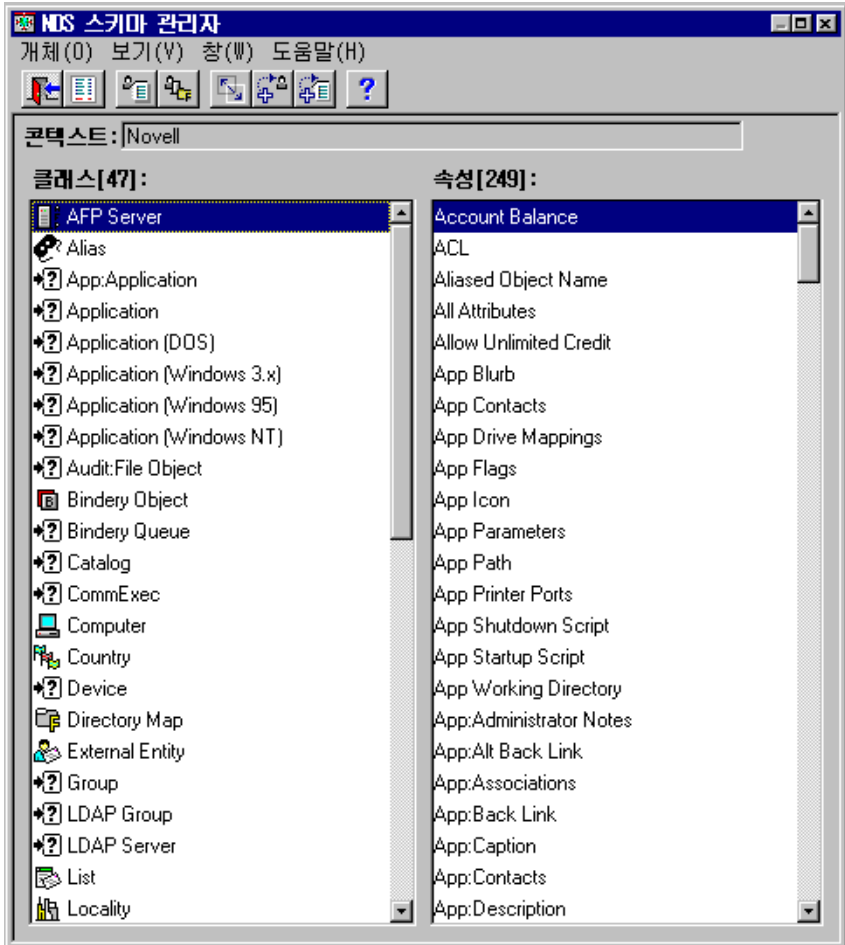 NDS 스키마 관리자
개체(O) 보기(V) 창(W) 도움말(H)
콘텍스트: Novell
클래스[47]:
AFP Server
Alias
App:Application
Application
Application (DOS)
Application (Windows 3.x)
Application (Windows 95)
Application (Windows NT)
Audit:File Object
Bindery Object
Bindery Queue
Catalog
CommExec
Computer
Country
Device
Directory Map
External Entity
Group
LDAP Group
LDAP Server
List
Locality
속성[249]:
Account Balance
ACL
Aliased Object Name
All Attributes
Allow Unlimited Credit
App Blurb
App Contacts
App Drive Mappings
App Flags
App Icon
App Parameters
App Path
App Printer Ports
App Shutdown Script
App Startup Script
App Working Directory
App:Administrator Notes
App:Alt Back Link
App:Associations
App:Back Link
App:Caption
App:Contacts
App:Description